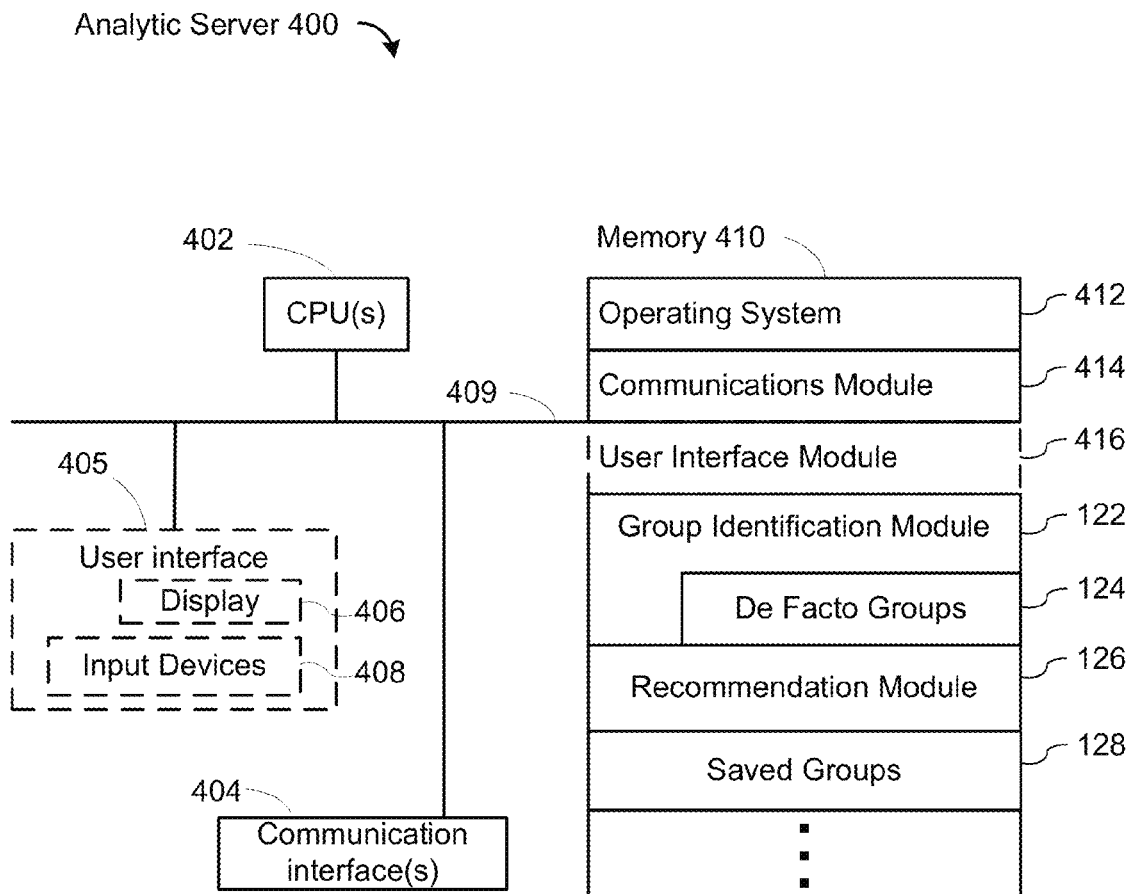 Analytic Server 400
402
CPU(s)
Memory 410
Operating System
412
Communications Module
414
409
User Interface Module
416
405
User interface
Display
406
Input Devices
408
Group Identification Module
122
De Facto Groups
124
Recommendation Module
126
Saved Groups
128
404
Communication
interface(s)